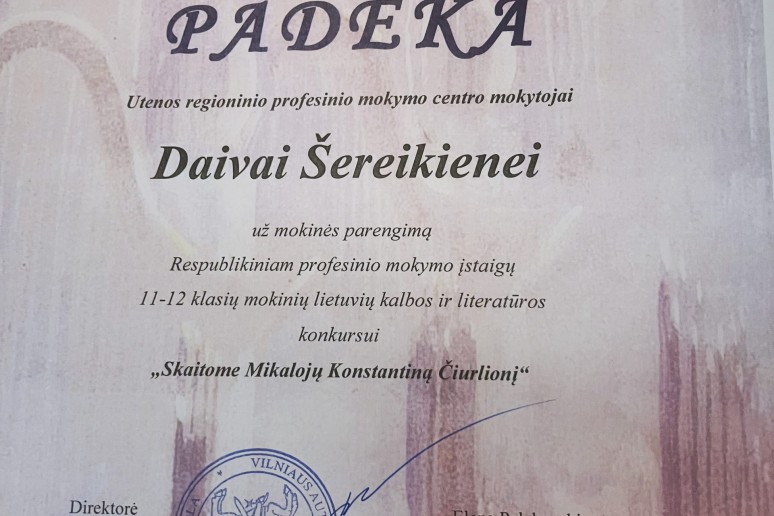 PADĖKA
Utenos regioninio profesinio mokymo centro mokytojai
Daivai Šereikienei
už mokinės parengimą
Respublikiniam profesinio mokymo įstaigų
11-12 klasių mokinių lietuvių kalbos ir literatūros
konkursui
„Skaitome Mikalojų Konstantiną Čiurlionį“
VILNIAUS
Direktorė